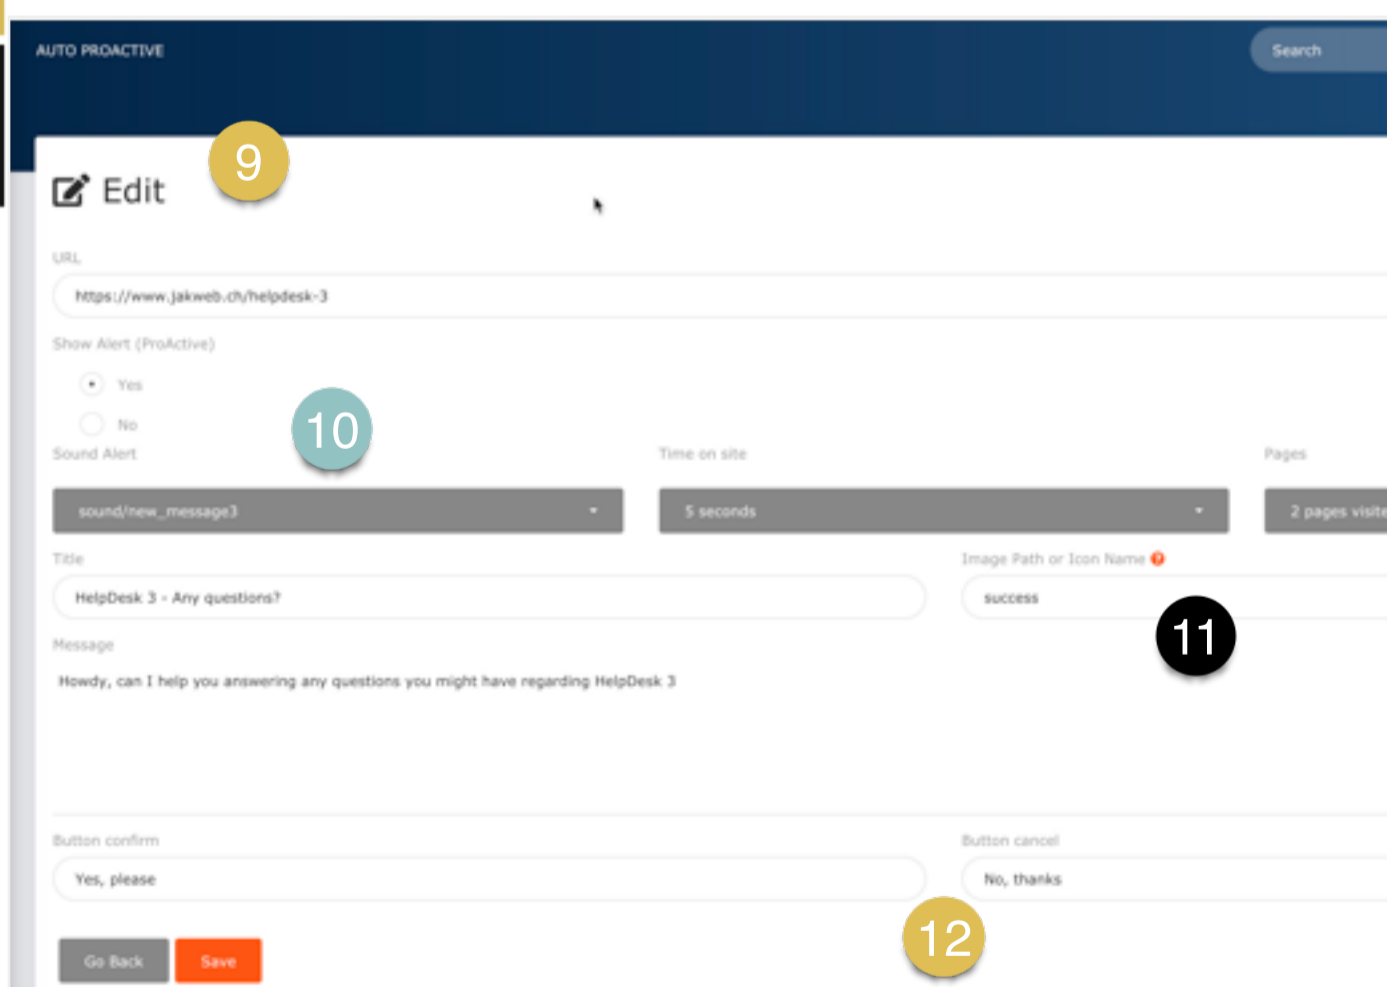 AUTO PROACTIVE
Search
9
Edit
URL
https://www.jakweb.ch/helpdesk-3
Show Alert (ProActive)
Yes
No
10
Sound Alert
Time on site
Pages
sound/new_message3
5 seconds
2 pages visite
Title
Image Path or Icon Name ?
HelpDesk 3 - Any questions?
success
11
Message
Howdy, can I help you answering any questions you might have regarding HelpDesk 3
Button confirm
Button cancel
Yes, please
No, thanks
12
Go Back
Save